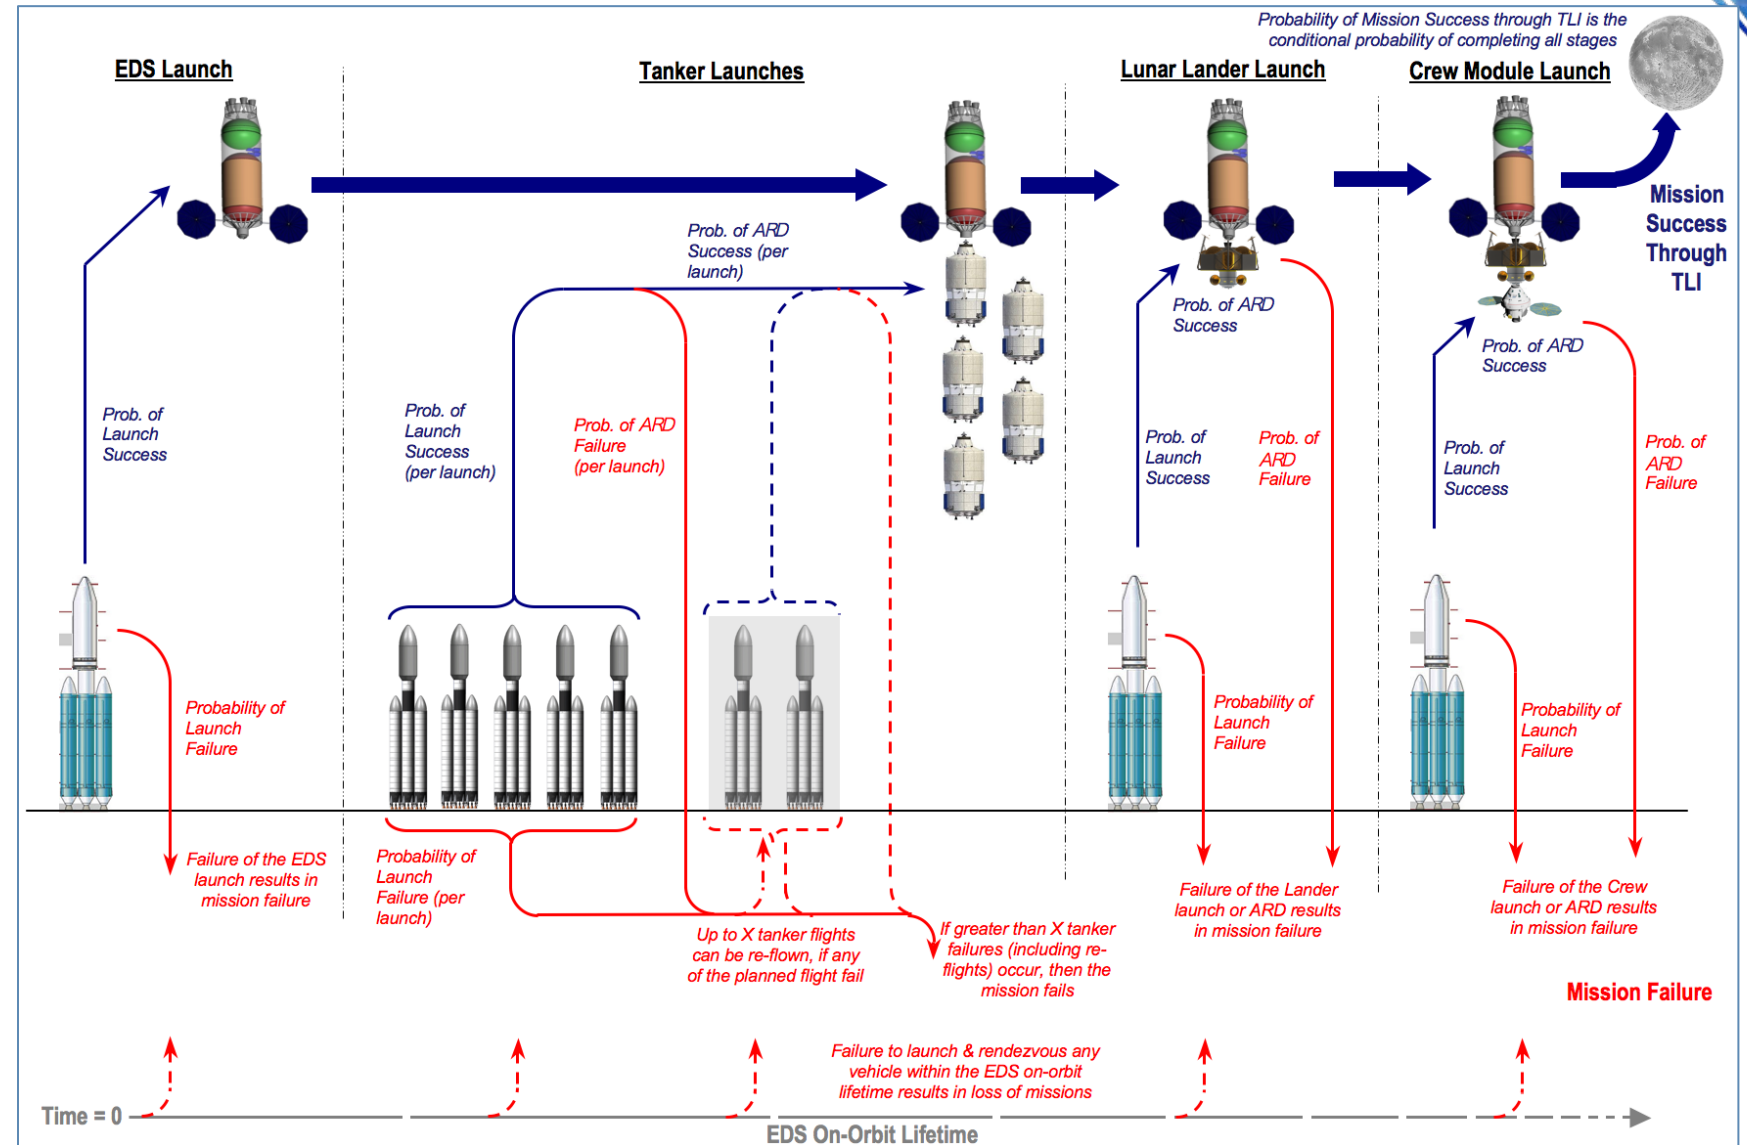 Probability of Mission Success through TLI is the
conditional probability of completing all stages
EDS Launch
Tanker Launches
Lunar Lander Launch
Crew Module Launch
Mission
Success
Through
TLI
Prob. of ARD
Success (per
launch)
Prob. of ARD
Success
Prob. of ARD
Success
Prob. of
Launch
Success
Prob. of
Launch
Success
(per launch)
Prob. of ARD
Failure
(per launch)
Prob. of
Launch
Success
Prob. of
ARD
Failure
Prob. of
Launch
Success
Prob. of
ARD
Failure
Probability of
Launch
Failure
Probability of
Launch
Failure
Probability of
Launch
Failure
Failure of the EDS
launch results in
mission failure
Probability of
Launch
Failure (per
launch)
Up to X tanker flights
can be re-flown, if any
of the planned flight fail
If greater than X tanker
failures (including re-
flights) occur, then the
mission fails
Failure of the Lander
launch or ARD results
in mission failure
Failure of the Crew
launch or ARD results
in mission failure
Mission Failure
Failure to launch & rendezvous any
vehicle within the EDS on-orbit
lifetime results in loss of missions
Time = 0
EDS On-Orbit Lifetime